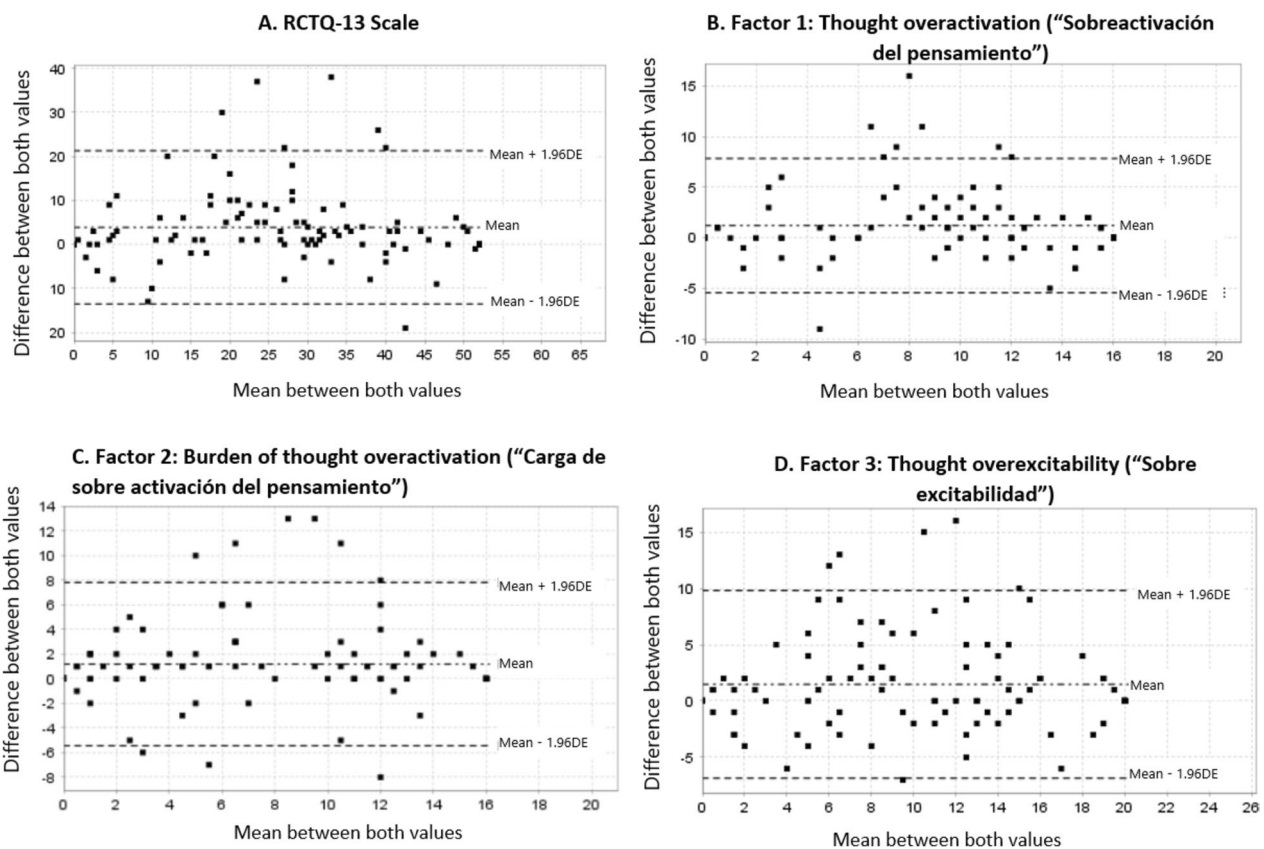 A. RCTQ-13 Scale
Difference between both values
40
30
20
10
0
10
20
Mean + 1.96DE
Mean
Mean - 1.96DE
0 5 10 15 20 25 30 35 40 45 50 55 60 65
Mean between both values
B. Factor 1: Thought overactivation (“Sobreactivación
del pensamiento”)
Difference between both values
15
10
5
0
-5
-10
Mean + 1.96DE
Mean
Mean - 1.96DE
0 2 4 6 8 10 12 14 16 18 20
Mean between both values
C. Factor 2: Burden of thought overactivation (“Carga de
sobre activación del pensamiento”)
Difference between both values
14
12
10
8
6
4
2
0
-2
-4
-6
-8
Mean + 1.96DE
Mean
Mean - 1.96DE
0 2 4 6 8 10 12 14 16 18 20
Mean between both values
D. Factor 3: Thought overexcitability (“Sobre
excitabilidad”)
Difference between both values
15
10
5
0
-5
Mean + 1.96DE
Mean
Mean - 1.96DE
0 2 4 6 8 10 12 14 16 18 20 22 24 26
Mean between both values